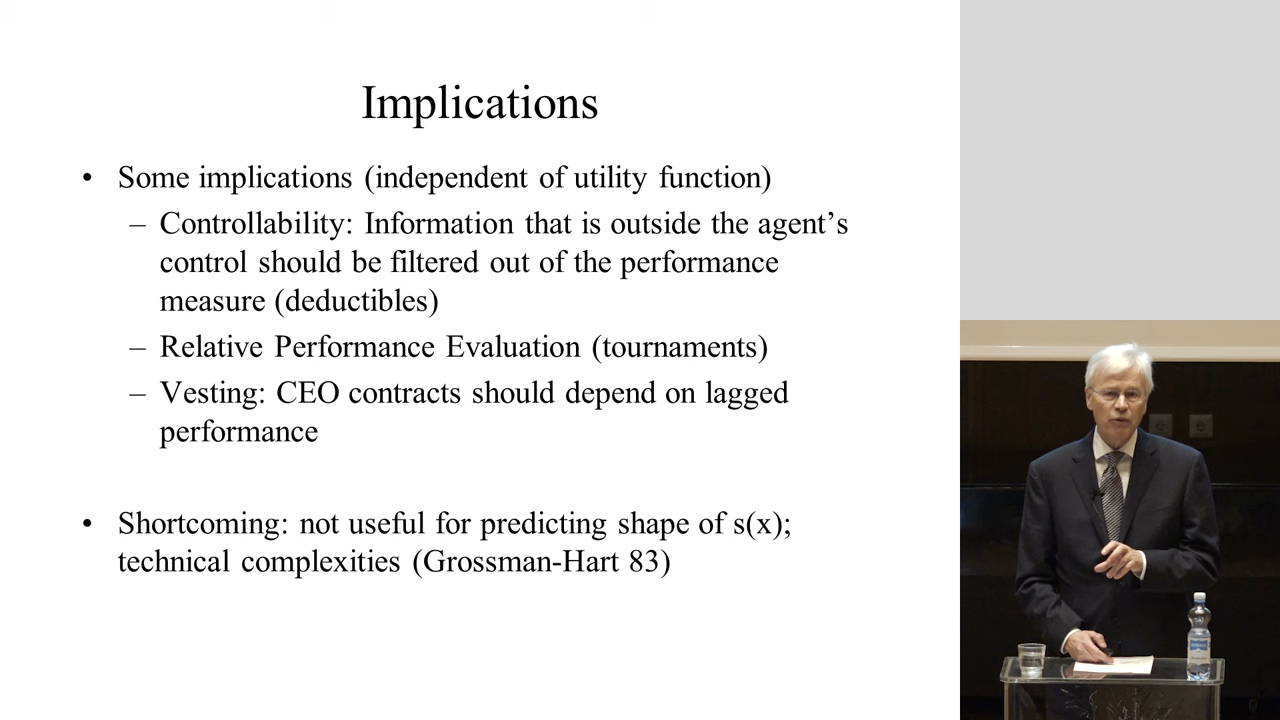 Implications
• Some implications (independent of utility function)
– Controllability: Information that is outside the agent’s
control should be filtered out of the performance
measure (deductibles)
– Relative Performance Evaluation (tournaments)
– Vesting: CEO contracts should depend on lagged
performance
• Shortcoming: not useful for predicting shape of s(x);
technical complexities (Grossman-Hart 83)